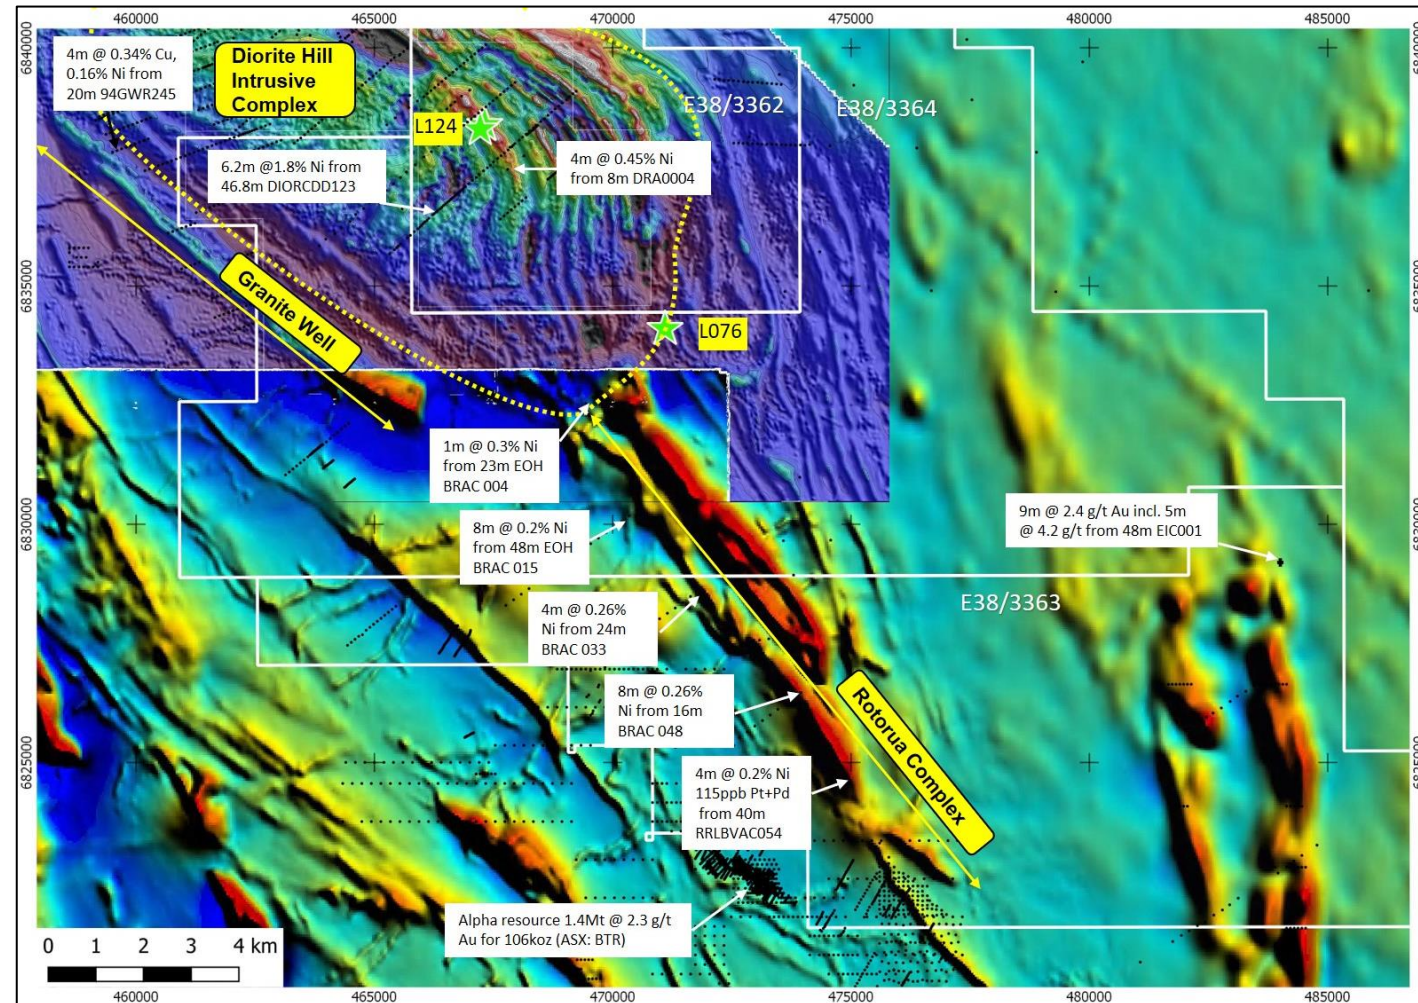 460000
465000
470000
475000
480000
485000
6840000
6840000
4m @ 0.34% Cu,
0.16% Ni from
20m 94GWR245
Diorite Hill
Intrusive
Complex
E38/3362
E38/3364
L124
6.2m @1.8% Ni from
46.8m DIORCDD123
4m @ 0.45% Ni
from 8m DRA0004
6835000
6835000
Granite Well
L076
1m @ 0.3% Ni
from 23m EOH
BRAC 004
6830000
6830000
8m @ 0.2% Ni
from 48m EOH
BRAC 015
9m @ 2.4 g/t Au incl. 5m
@ 4.2 g/t from 48m EIC001
E38/3363
4m @ 0.26%
Ni from 24m
BRAC 033
8m @ 0.26%
Ni from 16m
BRAC 048
Rotorua Complex
6825000
6825000
4m @ 0.2% Ni
115ppb Pt+Pd
from 40m
RRLBVAC054
Alpha resource 1.4Mt @ 2.3 g/t
Au for 106koz (ASX: BTR)
0 1 2 3 4 km
460000
465000
470000
475000
480000
485000